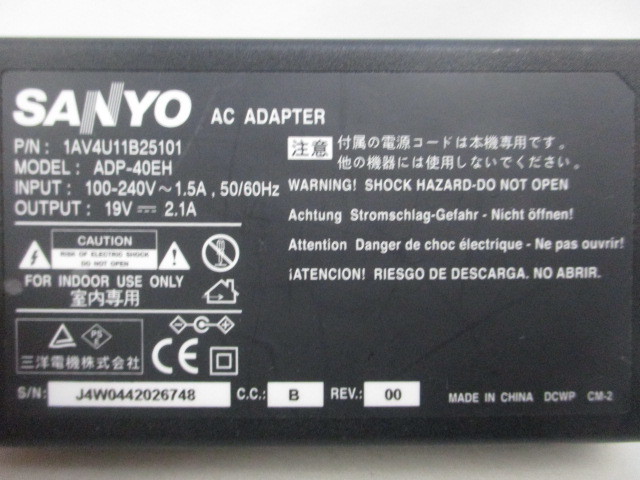 SANYO AC ADAPTER
P/N : 1AV4U11B25101
MODEL : ADP-40EH
INPUT : 100-240V~1.5A , 50/60Hz
OUTPUT : 19V⎓2.1A
注意
付属の電源コードは本機専用です。
他の機器には使用しないでください。
WARNING! SHOCK HAZARD-DO NOT OPEN
Achtung Stromschlag-Gefahr - Nicht öffnen!
Attention Danger de choc électrique - Ne pas ouvrir!
¡ATENCION! RIESGO DE DESCARGA. NO ABRIR.
CAUTION
RISK OF ELECTRIC SHOCK
DO NOT OPEN
FOR INDOOR USE ONLY
室内専用
PS
E
三洋電機株式会社
CE
S/N: J4W0442026748 C.C.: B REV.: 00
MADE IN CHINA DCWP CM-2